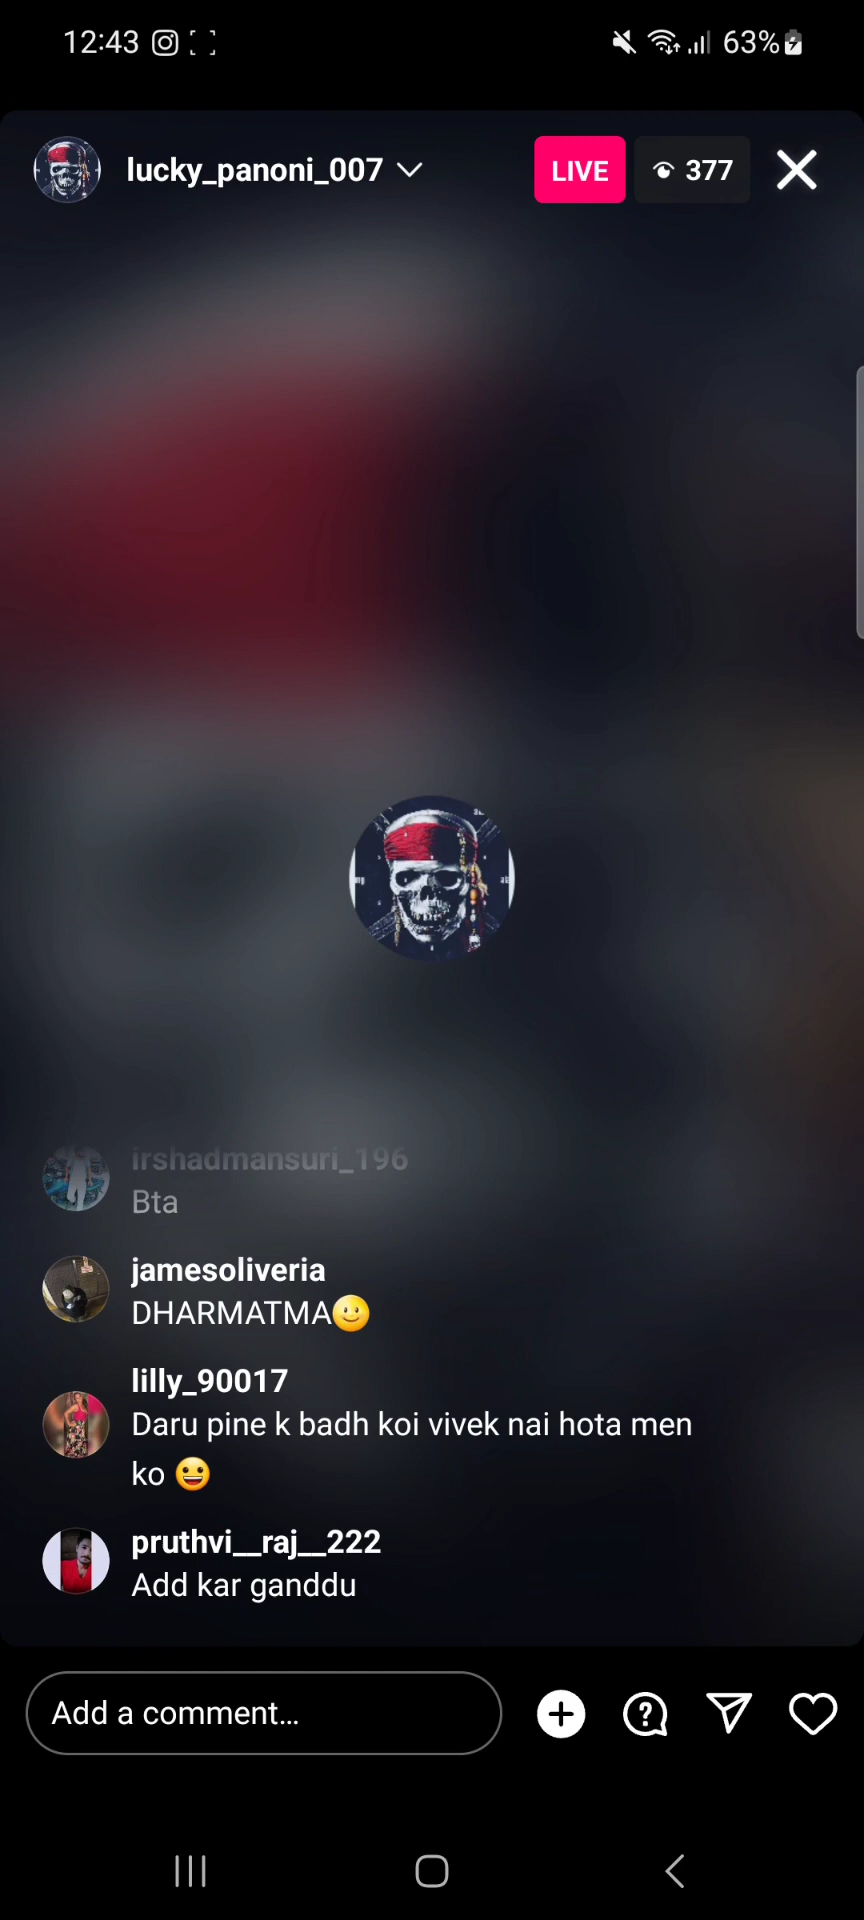 12:43 63%
lucky_panoni_007 LIVE 377
irshadmansuri_196
Bta
jamesoliveria
DHARMATMA🙂
lilly_90017
Daru pine k badh koi vivek nai hota men
ko 😀
pruthvi__raj__222
Add kar ganddu
Add a comment...